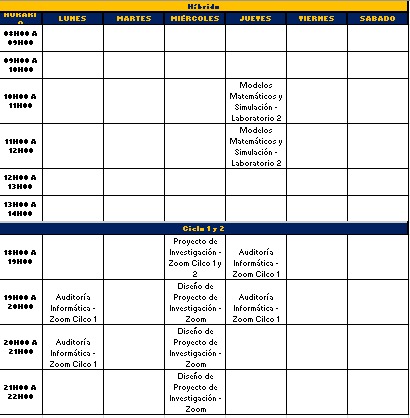 Híbrida
HORARIO LUNES MARTES MIÉRCOLES JUEVES VIERNES SABADO
08H00 A
09H00
09H00 A
10H00
10H00 A
11H00
Modelos
Matemáticos y
Simulación -
Laboratorio 2
11H00 A
12H00
Modelos
Matemáticos y
Simulación -
Laboratorio 2
12H00 A
13H00
13H00 A
14H00
Ciclo 1 y 2
18H00 A
19H00
Proyecto de
Investigación -
Zoom Cilco 1 y
2
Auditoría
Informática -
Zoom Cilco 1
19H00 A
20H00
Auditoría
Informática -
Zoom Cilco 1
Diseño de
Proyecto de
Investigación -
Zoom
Auditoría
Informática -
Zoom Cilco 1
20H00 A
21H00
Auditoría
Informática -
Zoom Cilco 1
Diseño de
Proyecto de
Investigación -
Zoom
21H00 A
22H00
Diseño de
Proyecto de
Investigación -
Zoom